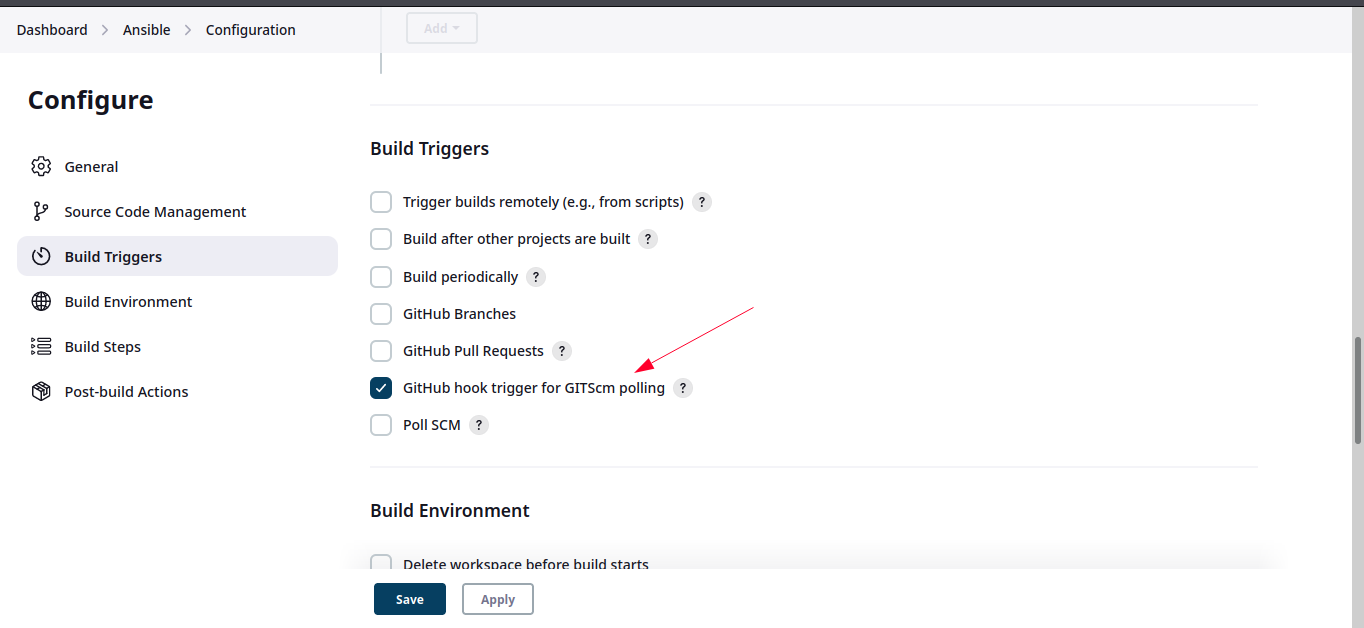 Dashboard > Ansible > Configuration
Add
Configure
General
Source Code Management
Build Triggers
Build Environment
Build Steps
Post-build Actions
Build Triggers
Trigger builds remotely (e.g., from scripts) ?
Build after other projects are built ?
Build periodically ?
GitHub Branches
GitHub Pull Requests ?
GitHub hook trigger for GITScm polling ?
Poll SCM ?
Build Environment
Delete workspace before build starts
Save
Apply